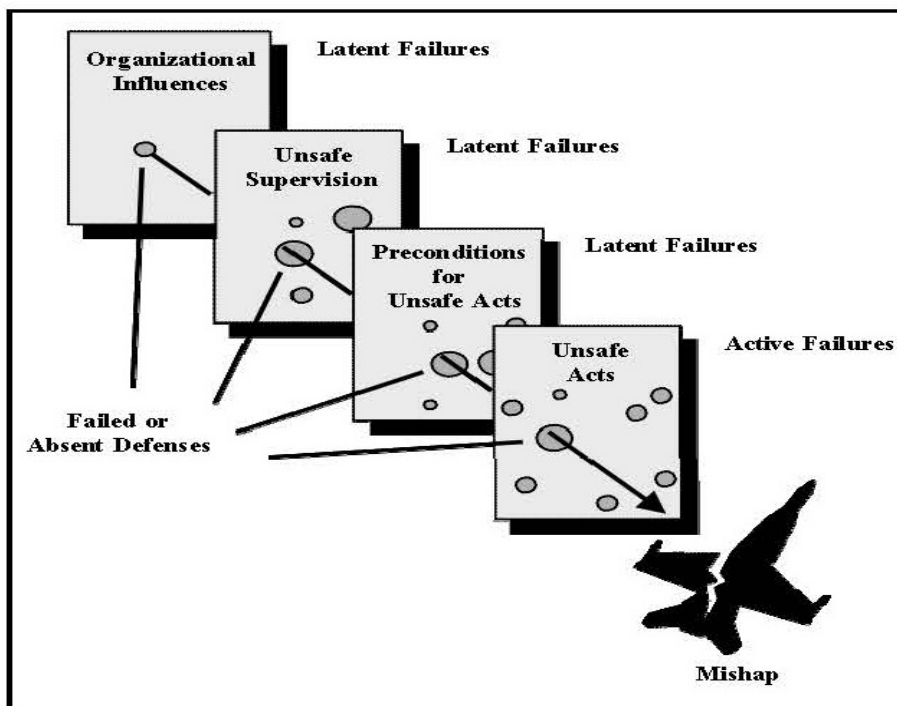 Organizational
Influences
Latent Failures
Unsafe
Supervision
Latent Failures
Preconditions
for
Unsafe Acts
Latent Failures
Unsafe
Acts
Active Failures
Failed or
Absent Defenses
Mishap